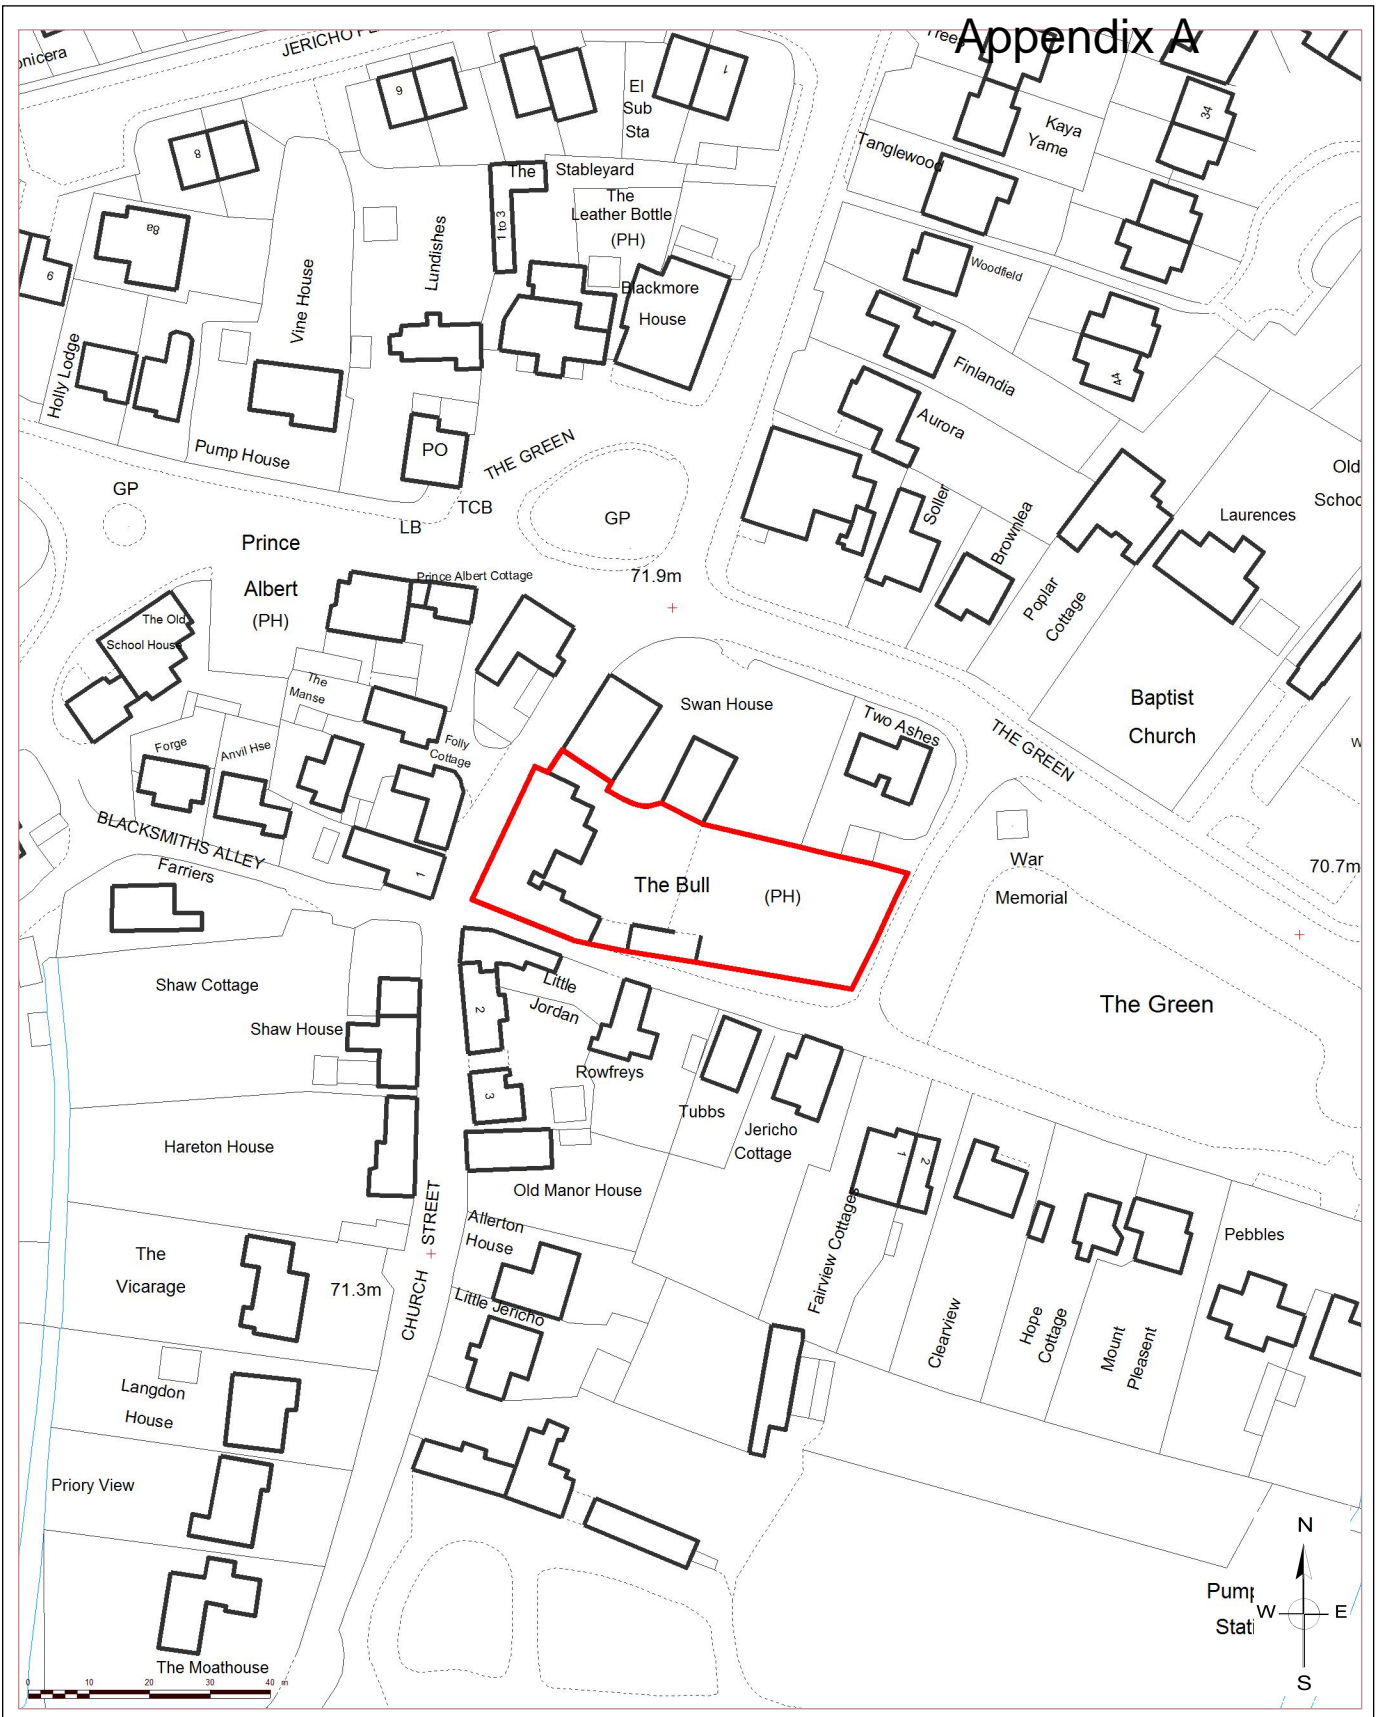 Appendix A
JERICHO
6
El
Sub
Sta
1
Kaya
Yame
34
8
Tanglewood
The Stableyard
The
Leather Bottle
(PH)
1 to 3
8a
9
Lundishes
Vine House
Blackmore
House
Woodfield
Holly Lodge
Finlandia
44
Aurora
Pump House
PO
THE GREEN
GP
TCB
LB
GP
Soller
Brownlea
Laurences
Old
Prince
Albert
(PH)
Prince Albert Cottage
71.9m
Poplar
Cottage
The Old
School House
The
Manse
Swan House
Two Ashes
Baptist
Church
THE GREEN
Forge
Anvil Hse
Folly
Cottage
BLACKSMITHS ALLEY
Farriers
1
The Bull
(PH)
War
Memorial
70.7m
Shaw Cottage
Shaw House
2
Little
Jordan
The Green
Rowfreys
3
Tubbs
Jericho
Cottage
Hareton House
Old Manor House
1
2
Fairview Cottages
Allerton
House
CHURCH STREET
The
Vicarage
71.3m
Little Jericho
Clearview
Hope
Cottage
Mount
Pleasent
Pebbles
Langdon
House
Priory View
The Moathouse
N
W
E
S
0 10 20 30 40 m